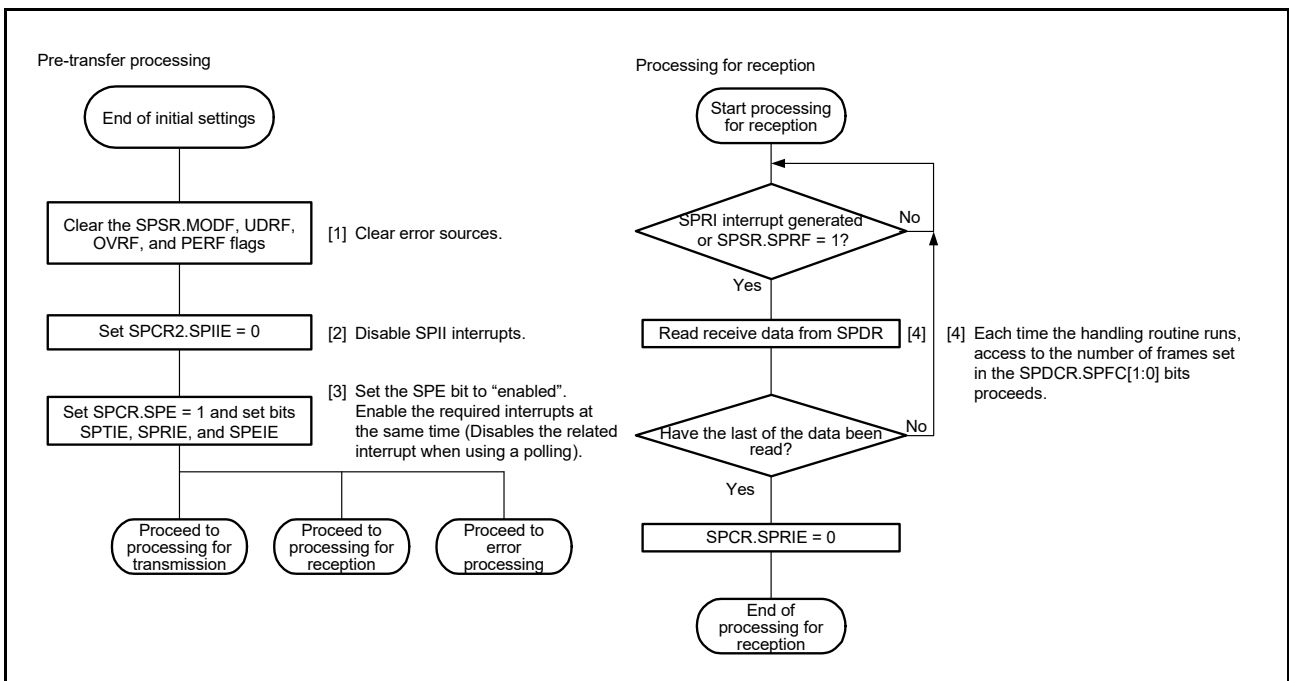 Pre-transfer processing
End of initial settings
Clear the SPSR.MODF, UDRF,
OVRF, and PERF flags
[1] Clear error sources.
Set SPCR2.SPIIE = 0
[2] Disable SPII interrupts.
Set SPCR.SPE = 1 and set bits
SPTIE, SPRIE, and SPEIE
[3] Set the SPE bit to “enabled”.
Enable the required interrupts at
the same time (Disables the related
interrupt when using a polling).
Proceed to
processing for
transmission
Proceed to
processing for
reception
Proceed to
error
processing
Processing for reception
Start processing
for reception
SPRI interrupt generated
or SPSR.SPRF = 1?
No
Yes
Read receive data from SPDR
[4]
[4] Each time the handling routine runs,
access to the number of frames set
in the SPDCR.SPFC[1:0] bits
proceeds.
Have the last of the data been
read?
No
Yes
SPCR.SPRIE = 0
End of
processing for
reception